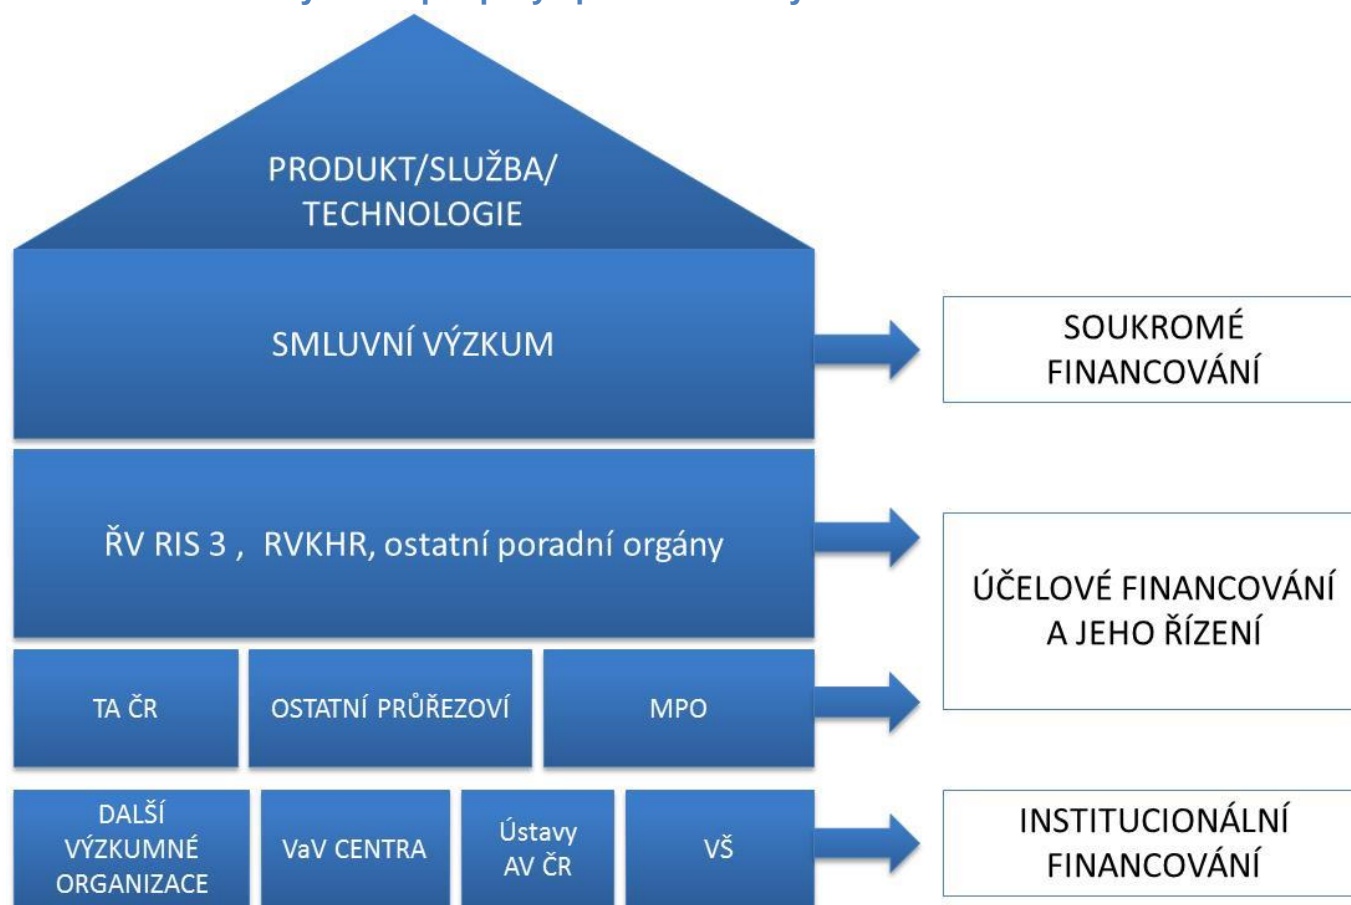 PRODUKT/SLUŽBA/
TECHNOLOGIE
SMLUVNÍ VÝZKUM
SOUKROMÉ
FINANCOVÁNÍ
ŘV RIS 3 ,  RVKHR, ostatní poradní orgány
ÚČELOVÉ FINANCOVÁNÍ
A JEHO ŘÍZENÍ
TA ČR
OSTATNÍ PRŮŘEZOVÍ
MPO
DALŠÍ
VÝZKUMNÉ
ORGANIZACE
VaV CENTRA
Ústavy
AV ČR
VŠ
INSTITUCIONÁLNÍ
FINANCOVÁNÍ